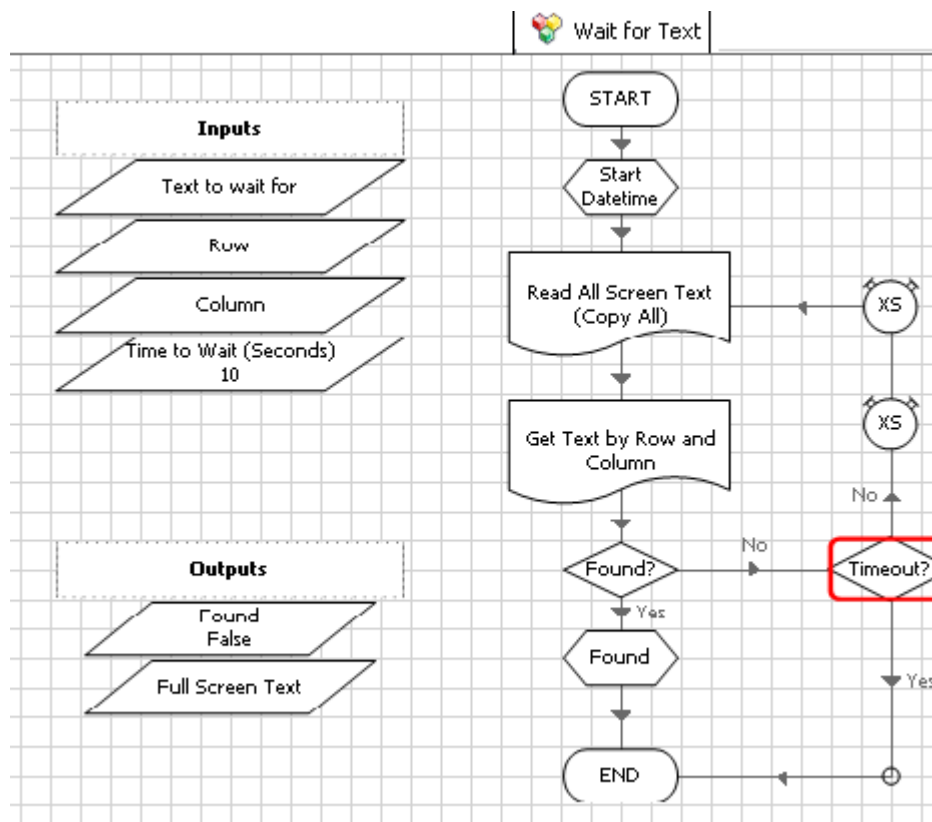 Wait for Text
START
Inputs
Start
Datetime
Text to wait for
Row
Read All Screen Text
(Copy All)
XS
Column
Time to Wait (Seconds)
10
XS
Get Text by Row and
Column
No
No
Found?
Timeout?
Outputs
Yes
Found
False
Found
Full Screen Text
Yes
END